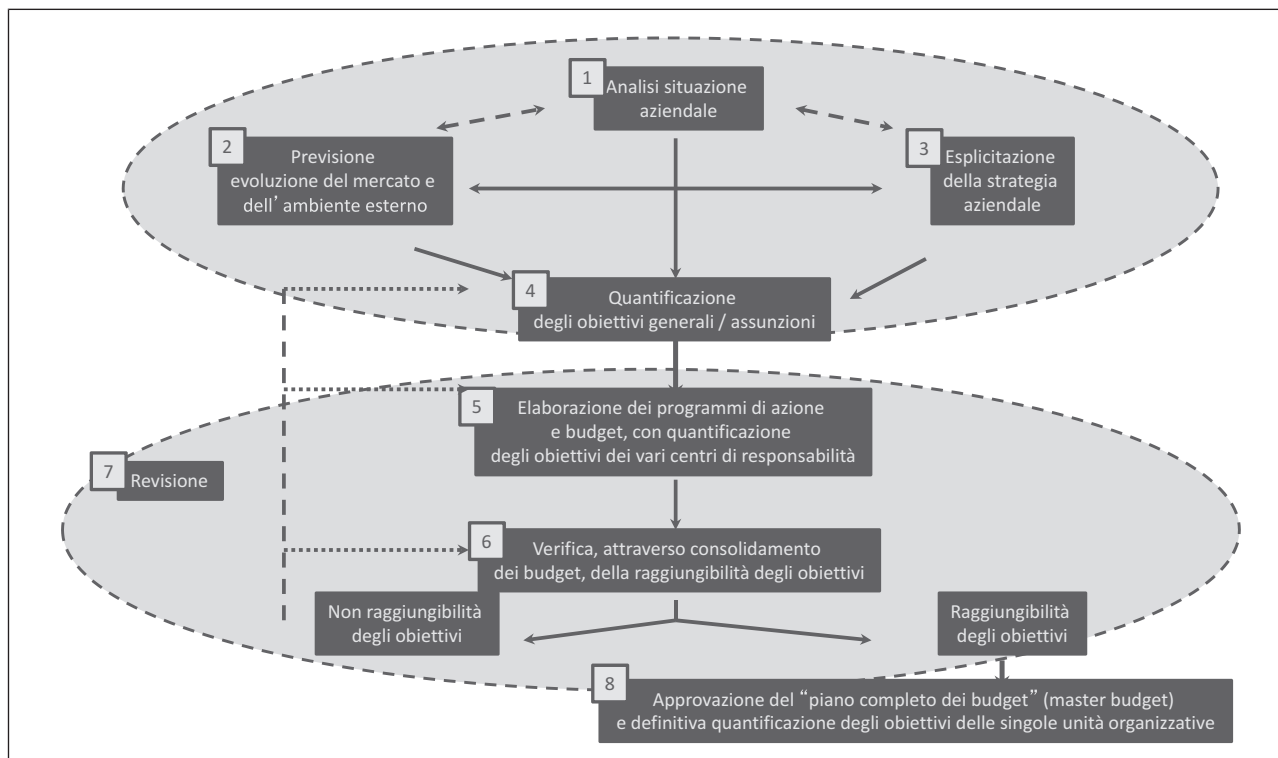 1
Analisi situazione
aziendale
2
Previsione
evoluzione del mercato e
dell’ ambiente esterno
3
Esplicitazione
della strategia
aziendale
4
Quantificazione
degli obiettivi generali / assunzioni
5
Elaborazione dei programmi di azione
e budget, con quantificazione
degli obiettivi dei vari centri di responsabilità
7
Revisione
6
Verifica, attraverso consolidamento
dei budget, della raggiungibilità degli obiettivi
Non raggiungibilità
degli obiettivi
Raggiungibilità
degli obiettivi
8
Approvazione del “piano completo dei budget” (master budget)
e definitiva quantificazione degli obiettivi delle singole unità organizzative